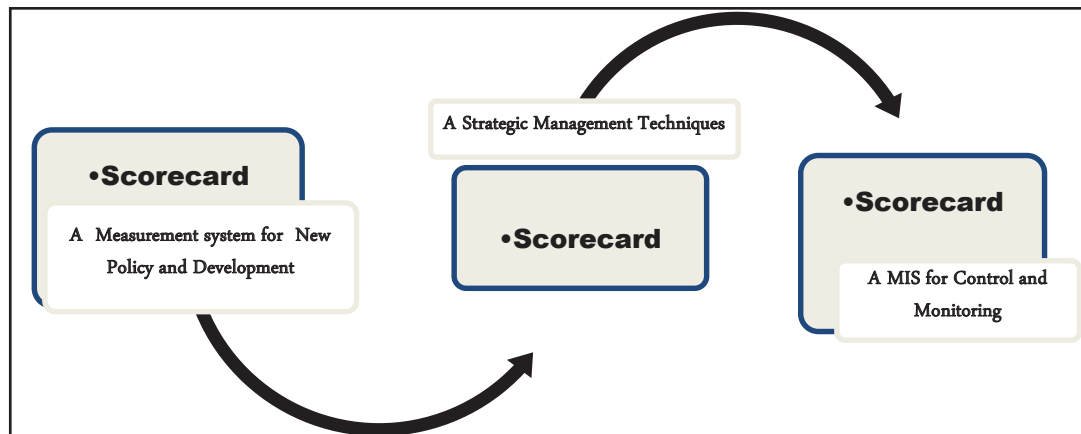 •Scorecard
A Measurement system for New
Policy and Development
A Strategic Management Techniques
•Scorecard
•Scorecard
A MIS for Control and
Monitoring